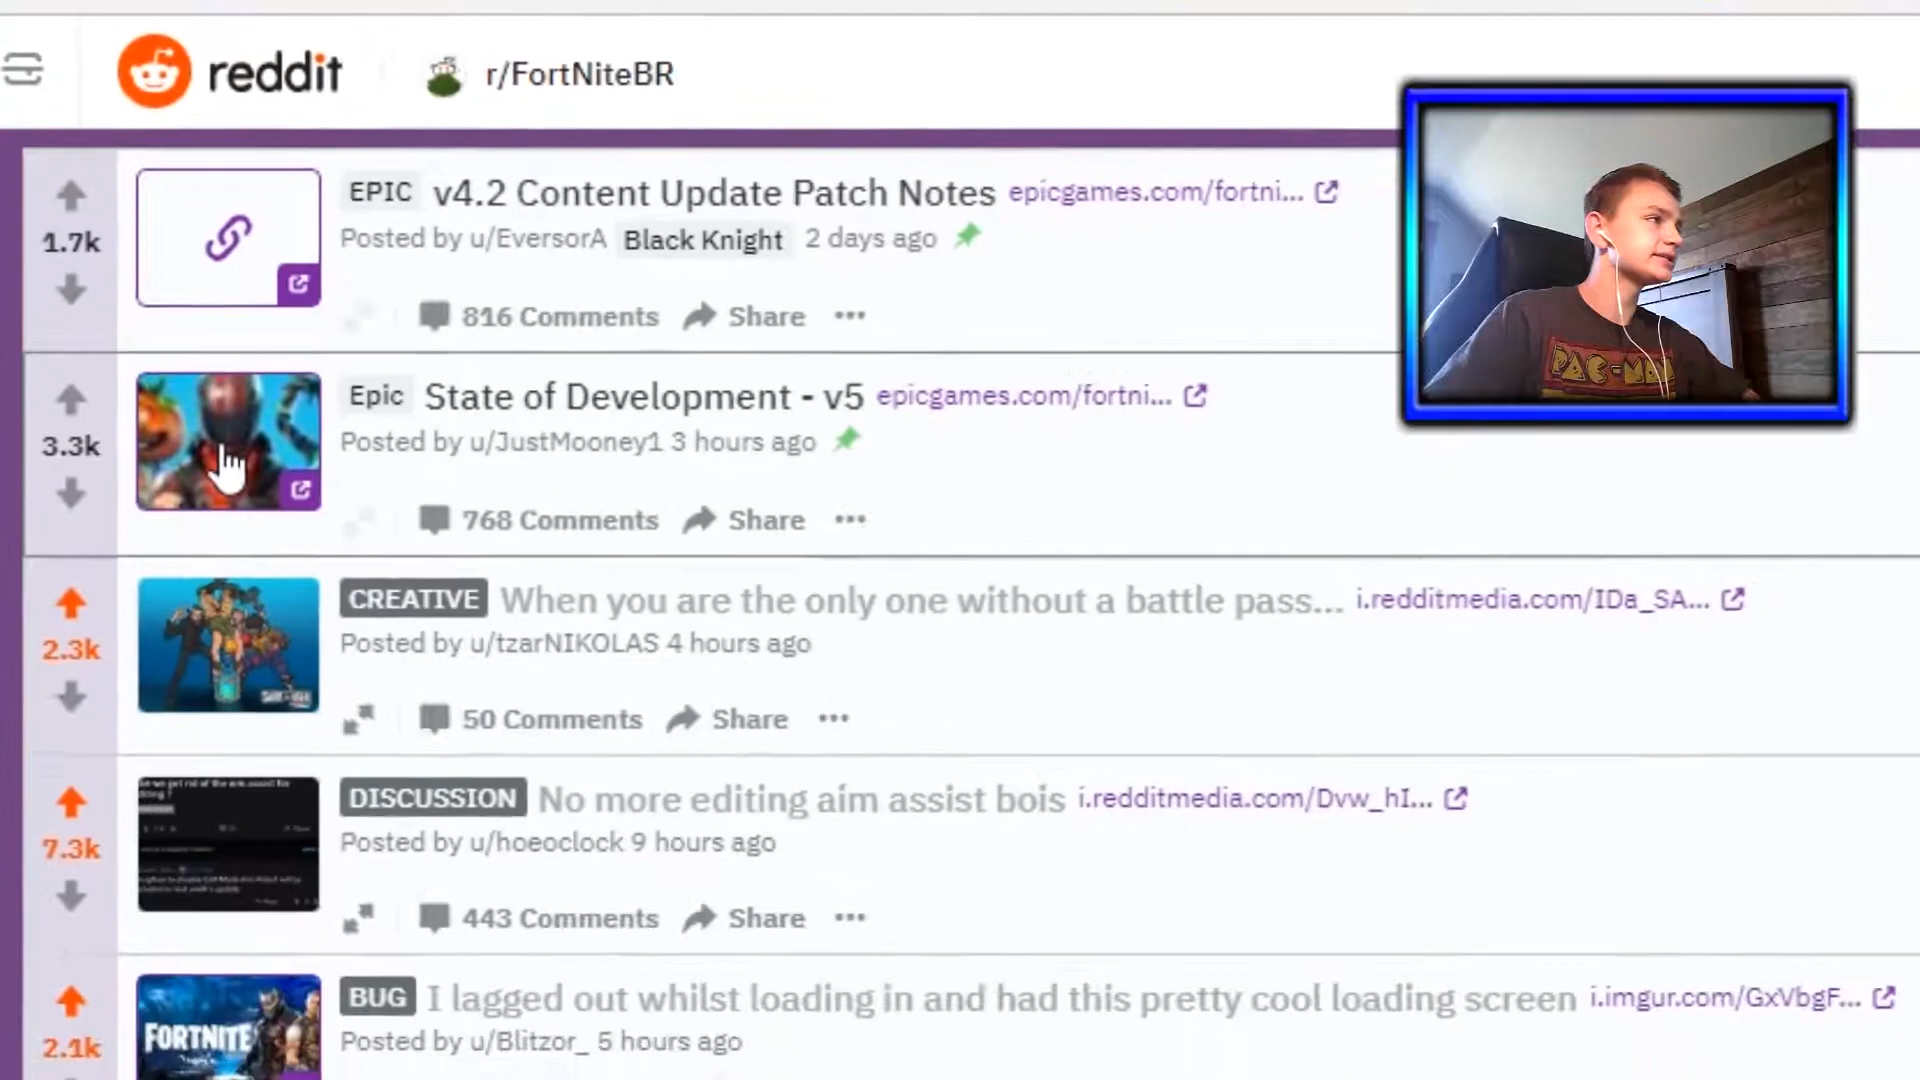 reddit r/FortNiteBR
EPIC v4.2 Content Update Patch Notes epicgames.com/fortni...
1.7k
Posted by u/EversorA Black Knight 2 days ago
816 Comments Share
PAC-MAN
Epic State of Development - v5 epicgames.com/fortni...
3.3k
Posted by u/JustMooney1 3 hours ago
768 Comments Share
CREATIVE When you are the only one without a battle pass... i.redditmedia.com/IDa_SA...
2.3k
Posted by u/tzarNIKOLAS 4 hours ago
50 Comments Share
DISCUSSION No more editing aim assist bois i.redditmedia.com/Dvw_hI...
7.3k
Posted by u/hoeoclock 9 hours ago
443 Comments Share
BUG I lagged out whilst loading in and had this pretty cool loading screen i.imgur.com/GxVbgF...
2.1k
Posted by u/Blitzor_ 5 hours ago
FORTNITE